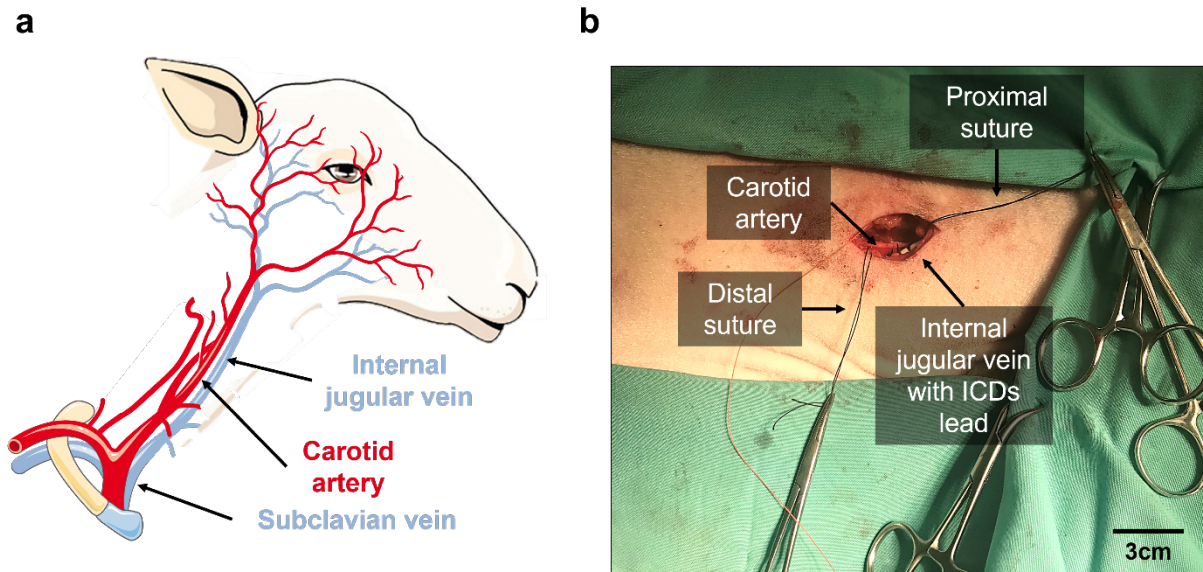 a
Internal
jugular vein
Carotid
artery
Subclavian vein
b
Proximal
suture
Carotid
artery
Distal
suture
Internal
jugular vein
with ICDs
lead
3cm